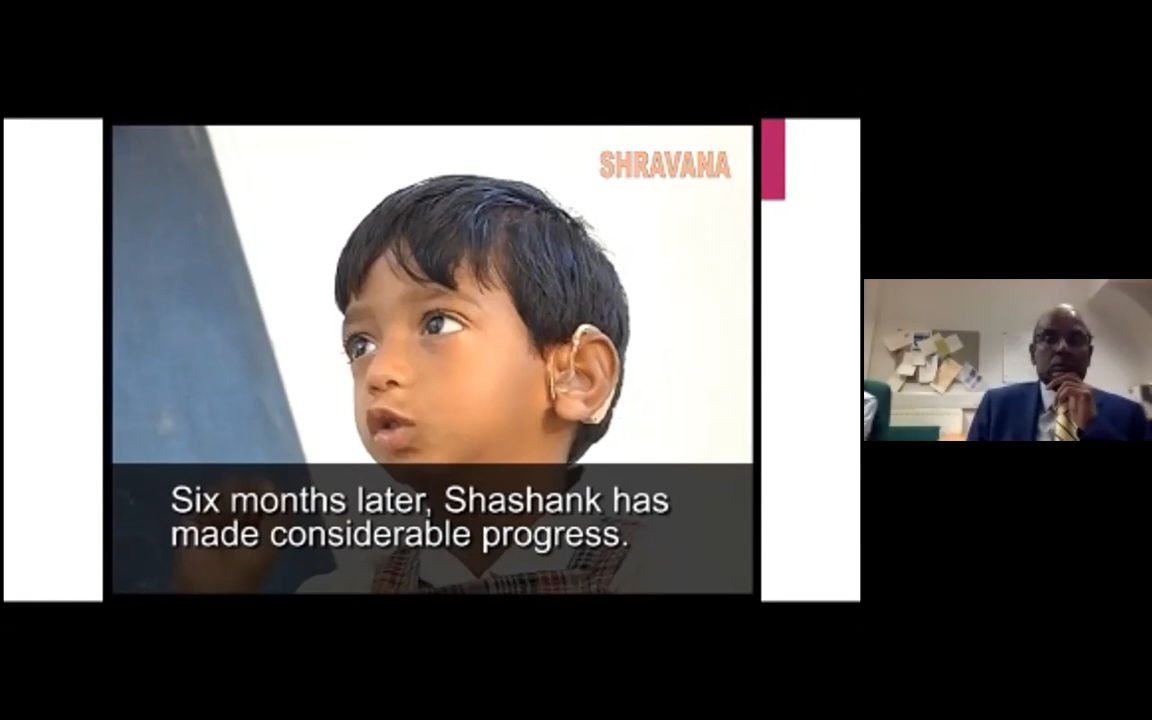 SHRAVANA
Six months later, Shashank has
made considerable progress.